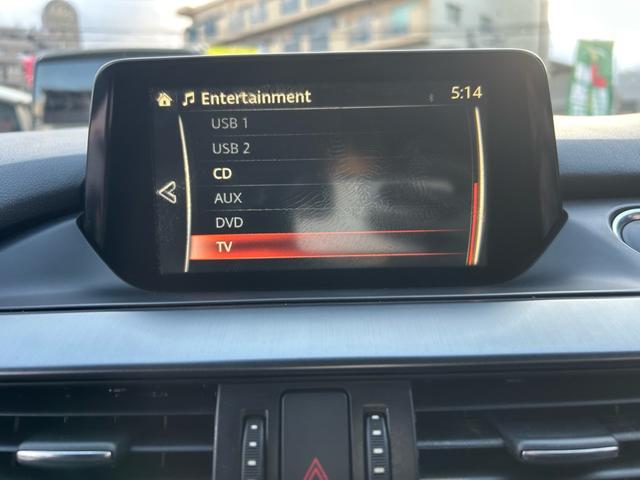 Entertainment 5:14
USB 1
USB 2
CD
AUX
DVD
TV